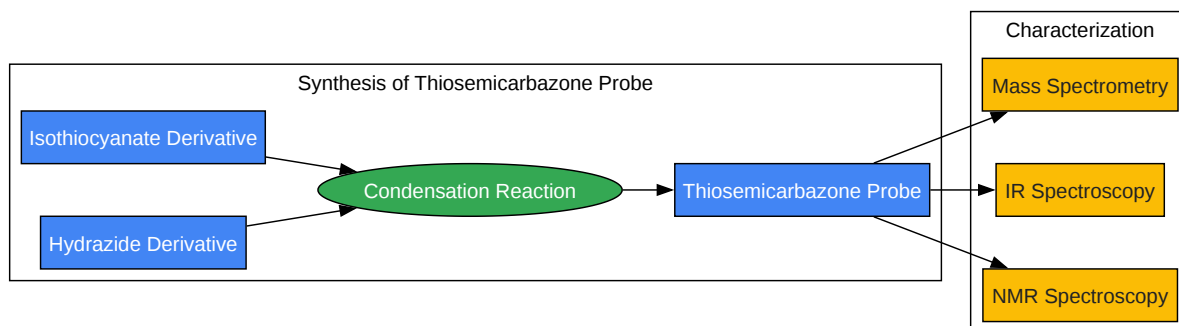 Synthesis of Thiosemicarbazone Probe
Isothiocyanate Derivative
Hydrazide Derivative
Condensation Reaction
Thiosemicarbazone Probe
Characterization
Mass Spectrometry
IR Spectroscopy
NMR Spectroscopy